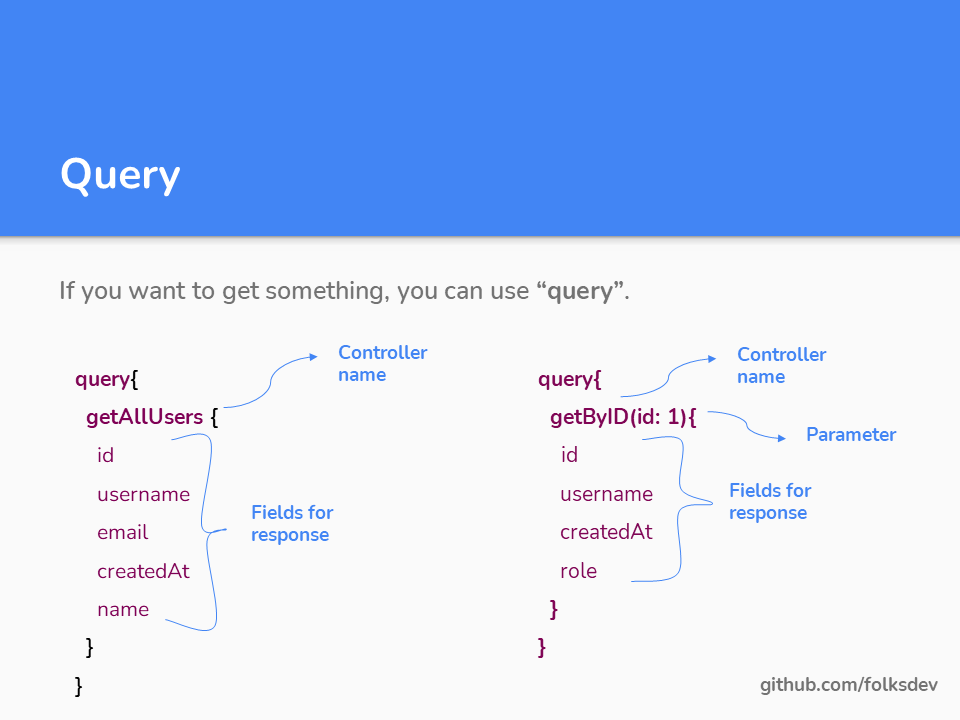 Query
If you want to get something, you can use “query”.
query{
getAllUsers {
id
username
email
createdAt
name
}
}
Controller
name
Fields for
response
query{
getByID(id: 1){
id
username
createdAt
role
}
}
Controller
name
Parameter
Fields for
response
github.com/folksdev